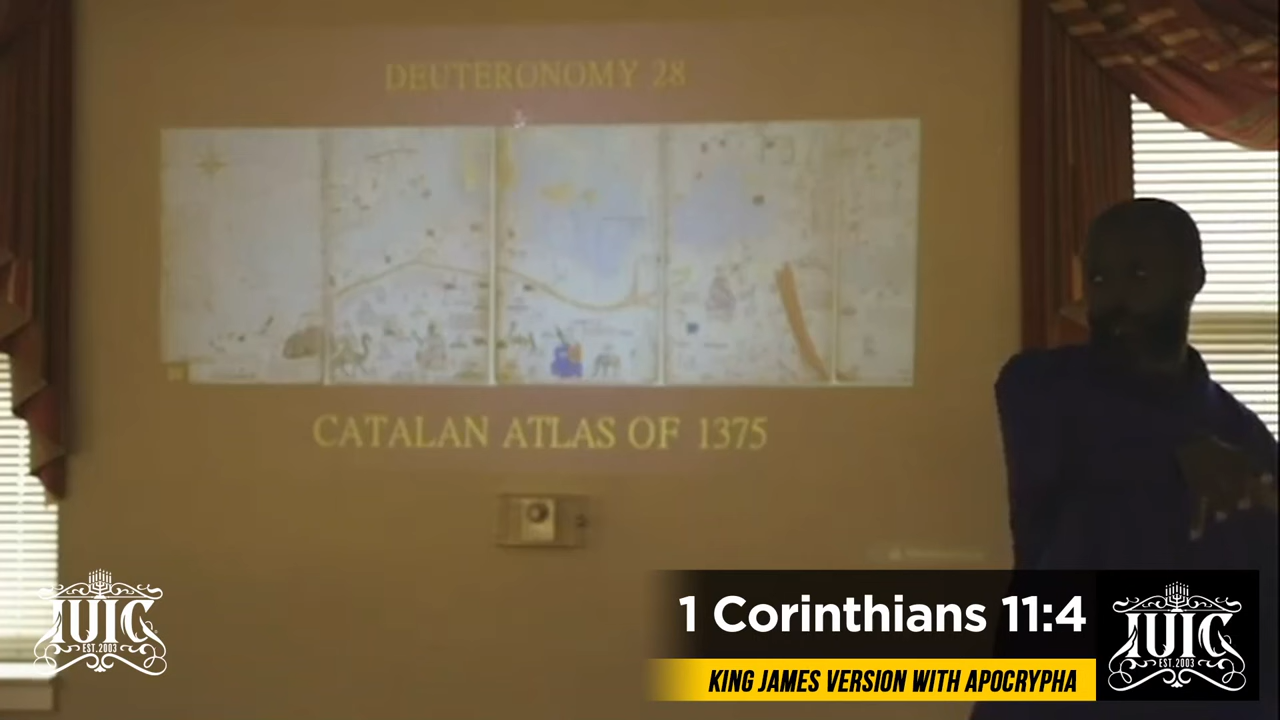 DEUTERONOMY 28
CATALAN ATLAS OF 1375
1 Corinthians 11:4
KING JAMES VERSION WITH APOCRYPHA
IUIC
EST. 2003
IUIC
EST. 2003